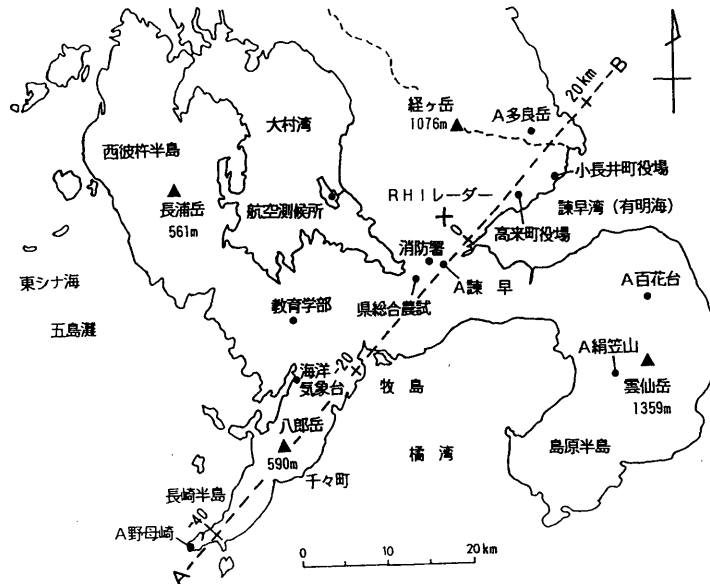 20km
B
経ヶ岳
1076m
A多良岳
大村湾
西彼杵半島
小長井町役場
RHIレーダー
長浦岳
561m
航空測候所
諫早湾（有明海）
0
高来町役場
消防署
東シナ海
A諫早
A百花台
教育学部
県総合農試
五島灘
A絹笠山
-20
海洋
気象台
牧島
雲仙岳
1359m
八郎岳
590m
橘湾
島原半島
千々町
長崎半島
-40
A野母崎
A
0
10
20km